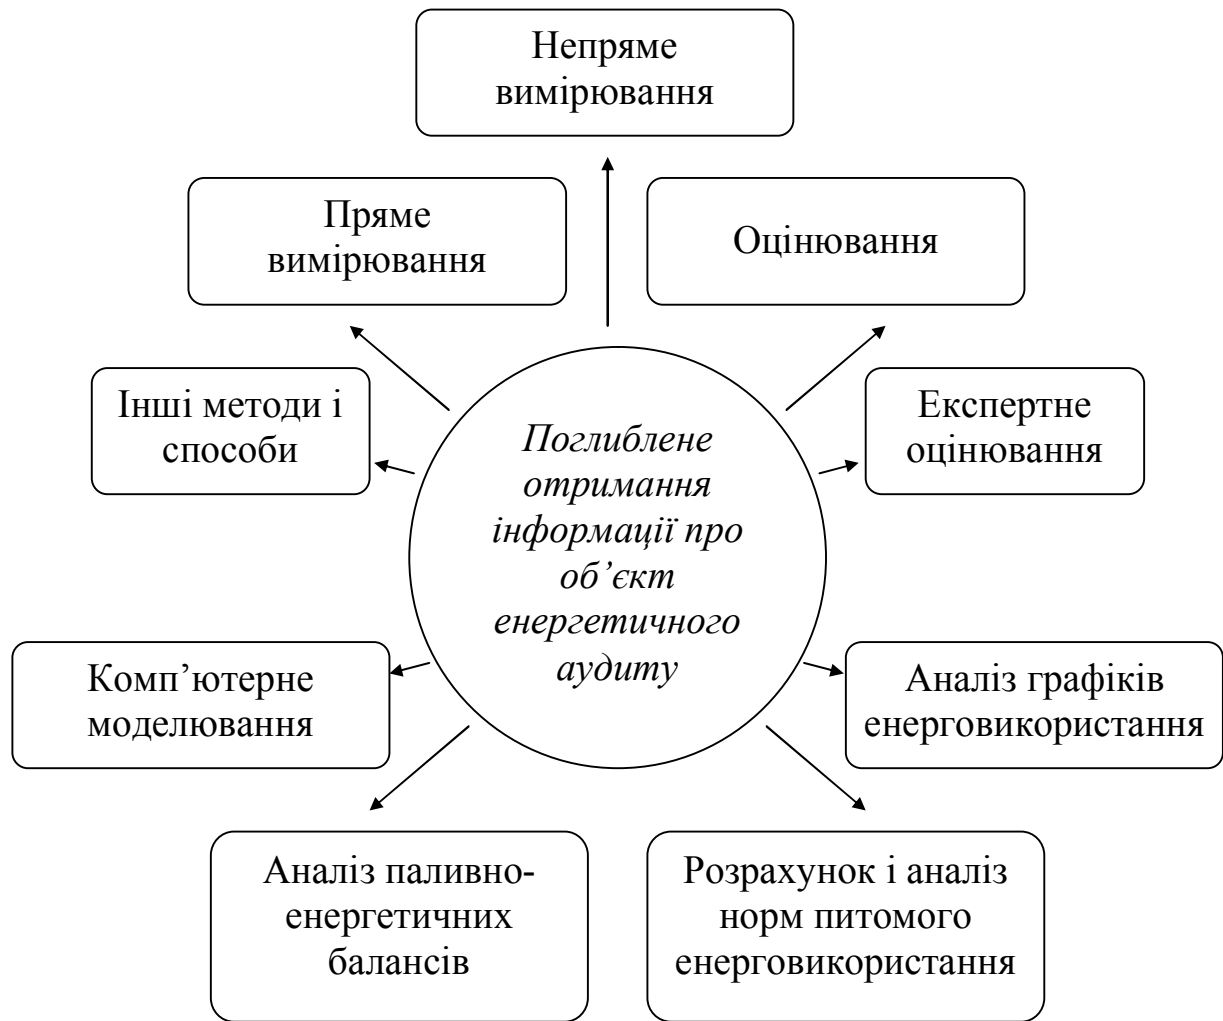 Непряме
вимірювання
Пряме
вимірювання
Оцінювання
Інші методи і
способи
Поглиблене
отримання
інформації про
об’єкт
енергетичного
аудиту
Експертне
оцінювання
Комп’ютерне
моделювання
Аналіз графіків
енерговикористання
Аналіз паливно-
енергетичних
балансів
Розрахунок і аналіз
норм питомого
енерговикористання